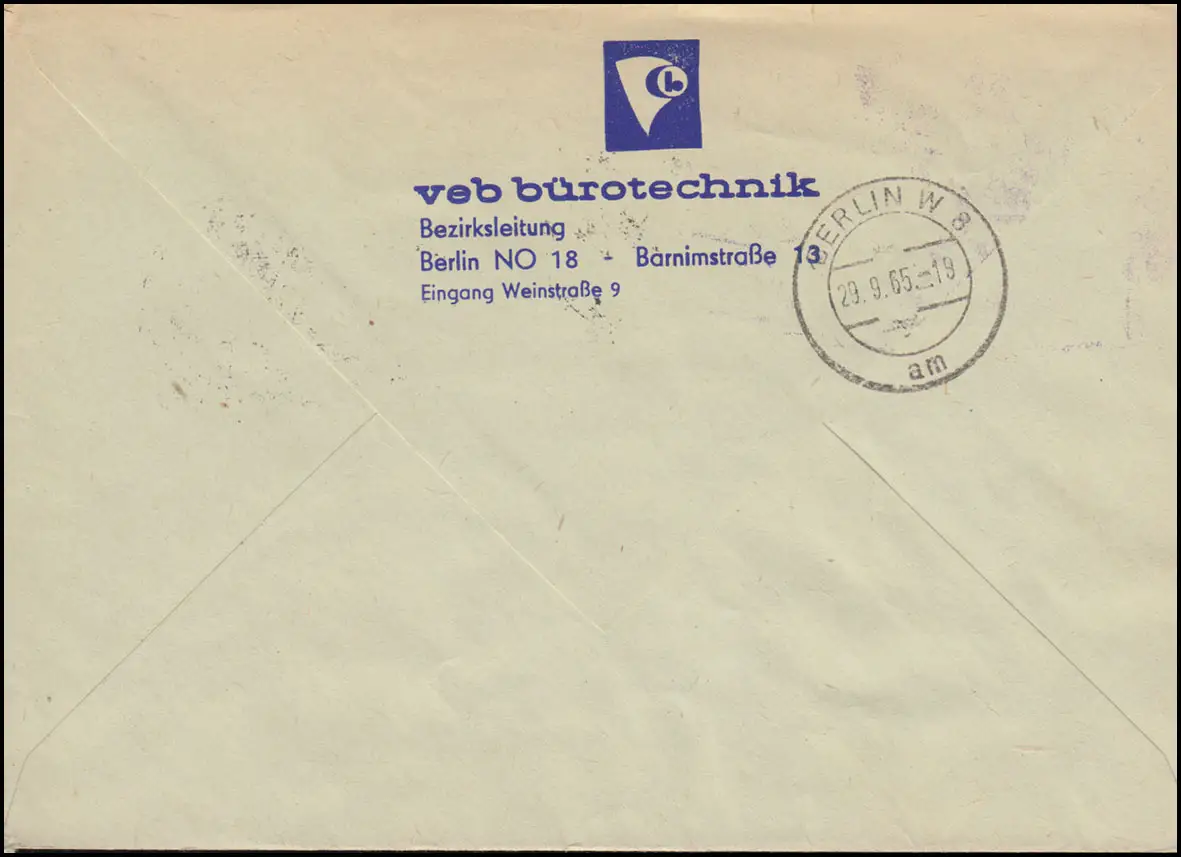 b
veb bürotechnik
Bezirksleitung
Berlin NO 18 - Barnimstraße 13
Eingang Weinstraße 9
BERLIN W 8
29.9.65.-19
am